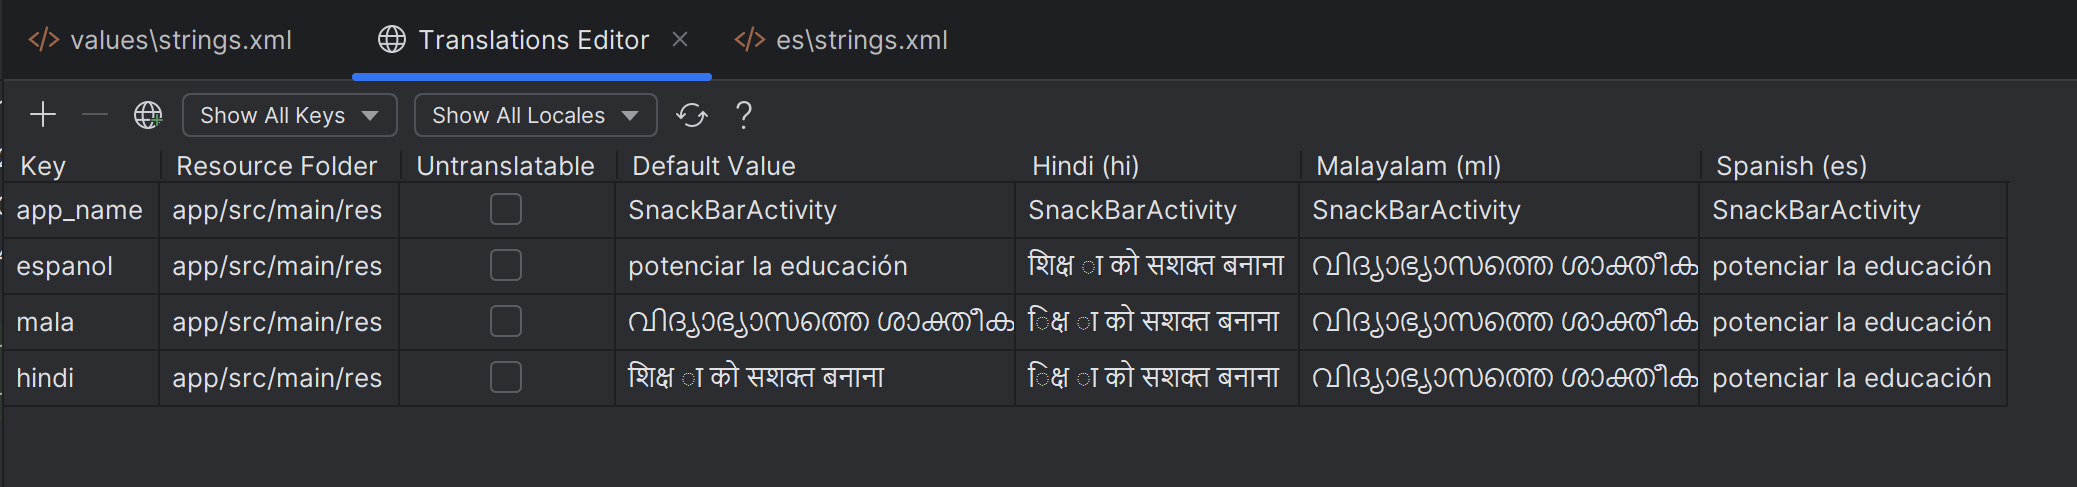 values\strings.xml Translations Editor es\strings.xml
Show All Keys Show All Locales
Key Resource Folder Untranslatable Default Value Hindi (hi) Malayalam (ml) Spanish (es)
app_name app/src/main/res SnackBarActivity SnackBarActivity SnackBarActivity SnackBarActivity
espanol app/src/main/res potenciar la educación शिक्ष ा को सशक्त बनाना വിദ്യാഭ്യാസത്തെ ശാക്തീക potenciar la educación
mala app/src/main/res വിദ്യാഭ്യാസത്തെ ശാക്തീക िक्ष ा को सशक्त बनाना വിദ്യാഭ്യാസത്തെ ശാക്തീക potenciar la educación
hindi app/src/main/res शिक्ष ा को सशक्त बनाना िक्ष ा को सशक्त बनाना വിദ്യാഭ്യാസത്തെ ശാക്തീക potenciar la educación